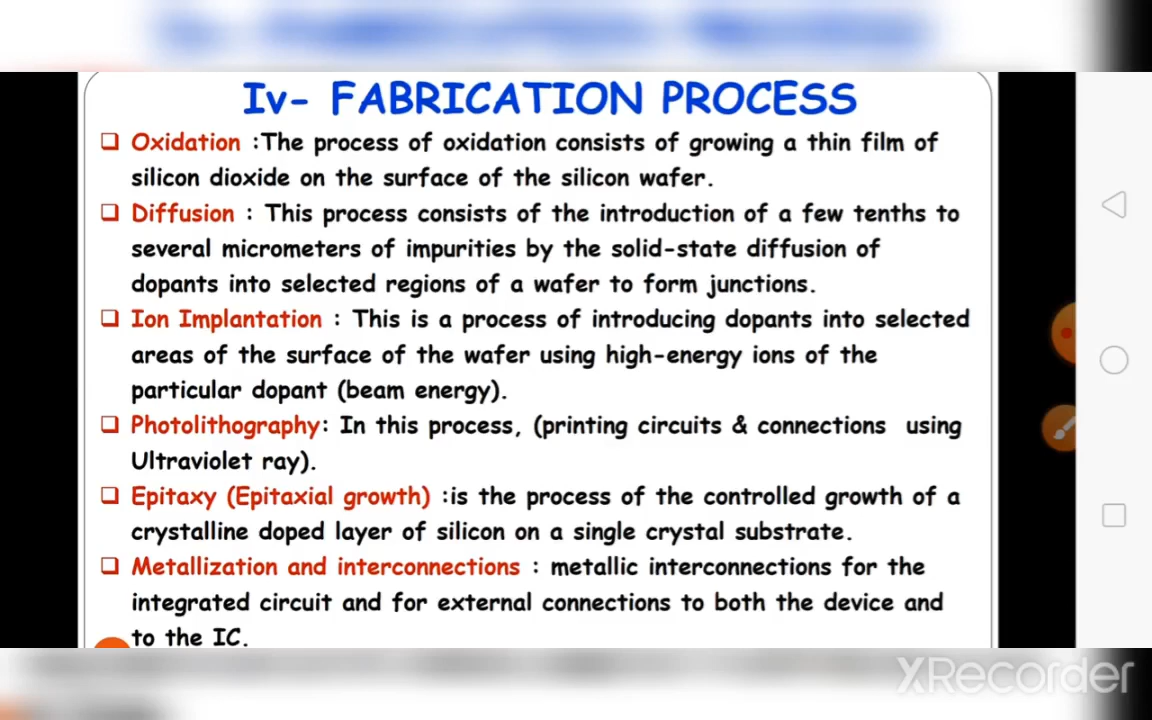 Iv- FABRICATION PROCESS
❑ Oxidation :The process of oxidation consists of growing a thin film of
silicon dioxide on the surface of the silicon wafer.
❑ Diffusion : This process consists of the introduction of a few tenths to
several micrometers of impurities by the solid-state diffusion of
dopants into selected regions of a wafer to form junctions.
❑ Ion Implantation : This is a process of introducing dopants into selected
areas of the surface of the wafer using high-energy ions of the
particular dopant (beam energy).
❑ Photolithography: In this process, (printing circuits & connections using
Ultraviolet ray).
❑ Epitaxy (Epitaxial growth) :is the process of the controlled growth of a
crystalline doped layer of silicon on a single crystal substrate.
❑ Metallization and interconnections : metallic interconnections for the
integrated circuit and for external connections to both the device and
to the IC.
XRecorder